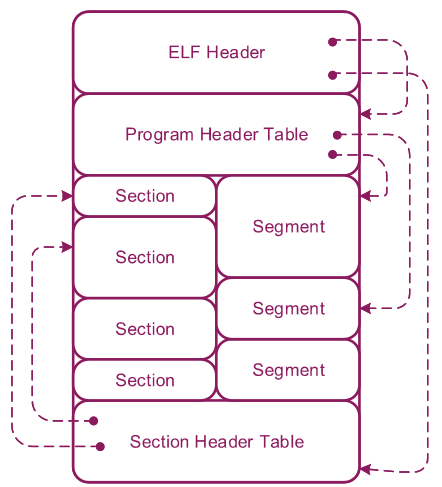 ELF Header
Program Header Table
Section
Segment
Section
Segment
Section
Segment
Section
Section Header Table